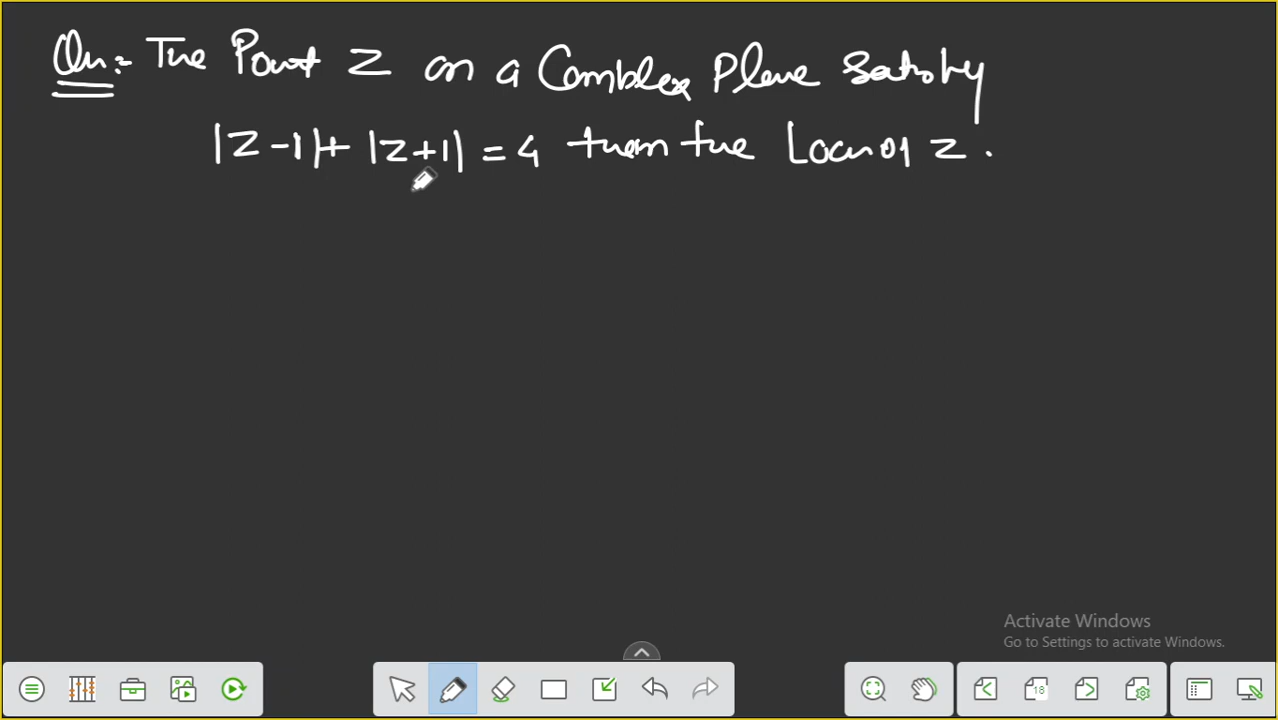 Qn:- The Point Z on a Complex Plane Satisfy
|Z-1|+ |Z+1| = 4 then the Locus of Z.
Activate Windows
Go to Settings to activate Windows.
18